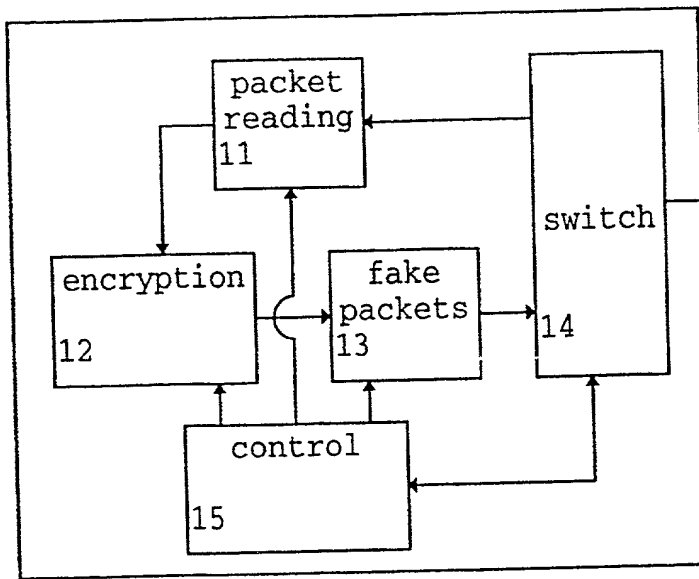 packet
reading
11
switch
14
encryption
12
fake
packets
13
control
15